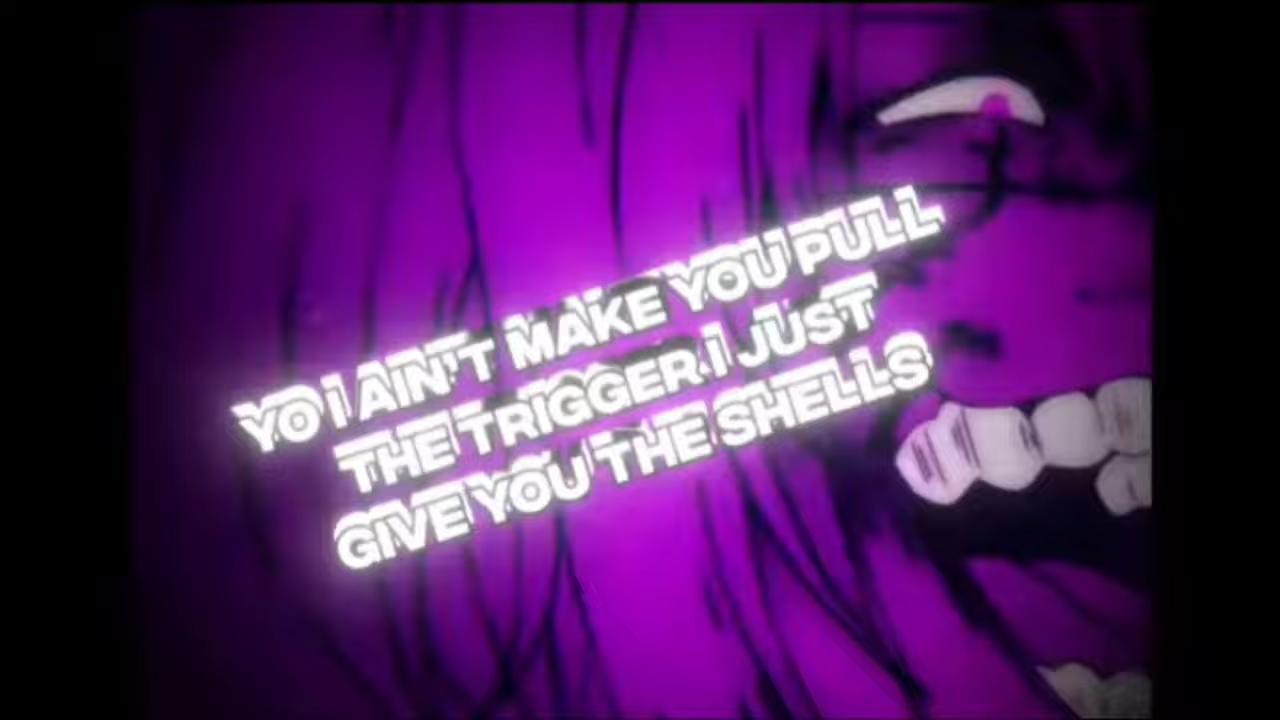 YO I AIN'T MAKE YOU PULL
THE TRIGGER I JUST
GIVE YOU THE SHELLS